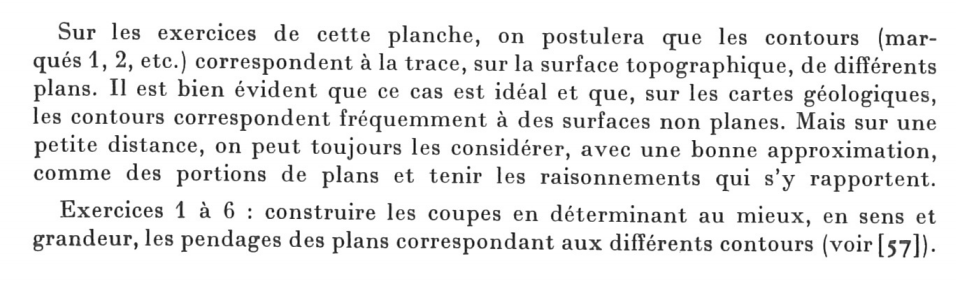 Sur les exercices de cette planche, on postulera que les contours (mar-
qués 1, 2, etc.) correspondent à la trace, sur la surface topographique, de différents
plans. Il est bien évident que ce cas est idéal et que, sur les cartes géologiques,
les contours correspondent fréquemment à des surfaces non planes. Mais sur une
petite distance, on peut toujours les considérer, avec une bonne approximation,
comme des portions de plans et tenir les raisonnements qui s'y rapportent.
Exercices 1 à 6 : construire les coupes en déterminant au mieux, en sens et
grandeur, les pendages des plans correspondant aux différents contours (voir [57]).